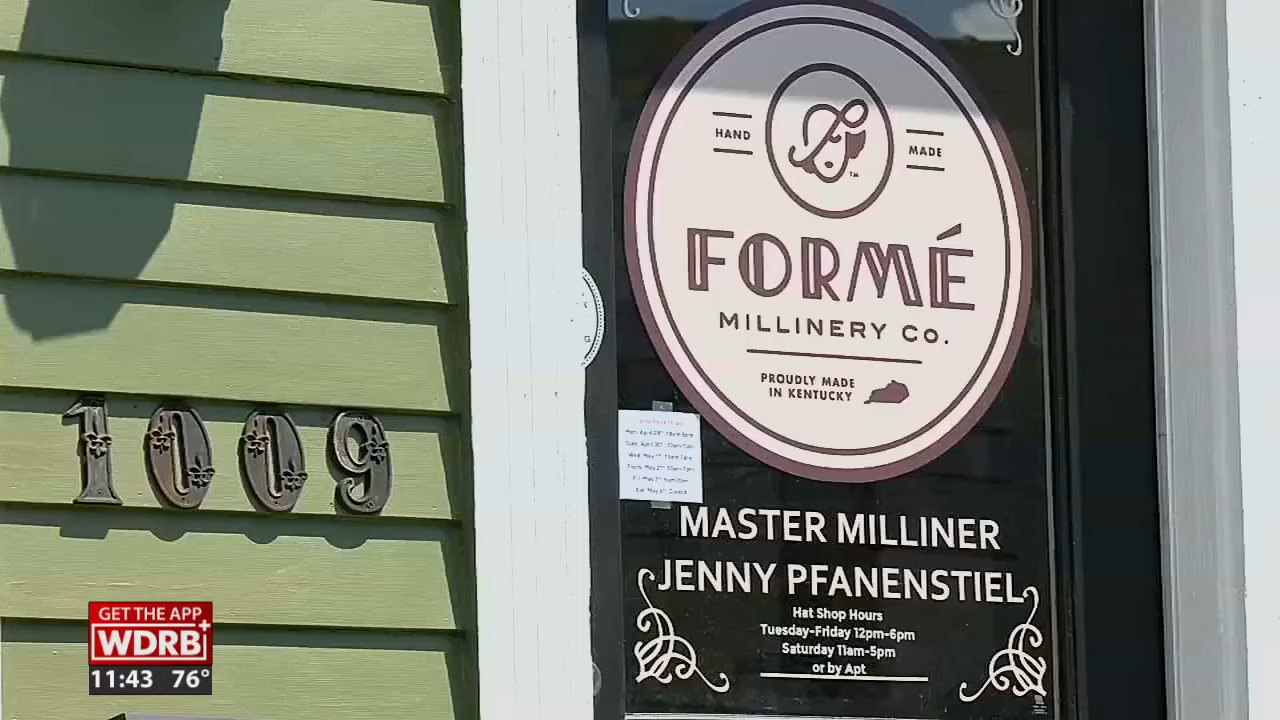 1009
HAND
MADE
TM
FORMÉ
MILLINERY CO.
PROUDLY MADE
IN KENTUCKY
MASTER MILLINER
JENNY PFANENSTIEL
Hat Shop Hours
Tuesday-Friday 12pm-6pm
Saturday 11am-5pm
or by Apt
GET THE APP
WDRB+
11:43 76°